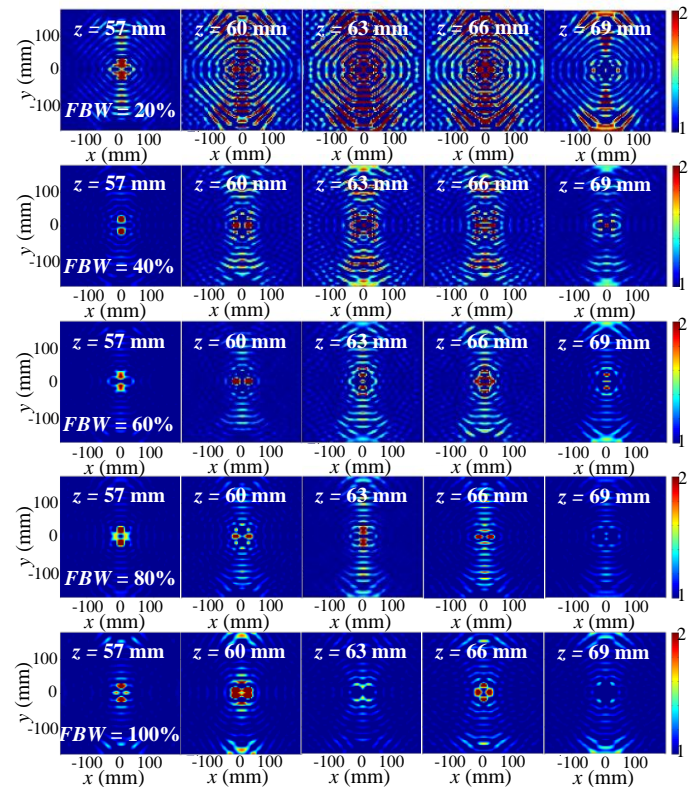 z = 57 mm z = 60 mm z = 63 mm z = 66 mm z = 69 mm
2
100
0
-100
y (mm)
FBW = 20%
1
-100 0 100 -100 0 100 -100 0 100 -100 0 100 -100 0 100
x (mm) x (mm) x (mm) x (mm) x (mm)
z = 57 mm z = 60 mm z = 63 mm z = 66 mm z = 69 mm
2
100
0
-100
y (mm)
FBW = 40%
1
-100 0 100 -100 0 100 -100 0 100 -100 0 100 -100 0 100
x (mm) x (mm) x (mm) x (mm) x (mm)
z = 57 mm z = 60 mm z = 63 mm z = 66 mm z = 69 mm
2
100
0
-100
y (mm)
FBW = 60%
1
-100 0 100 -100 0 100 -100 0 100 -100 0 100 -100 0 100
x (mm) x (mm) x (mm) x (mm) x (mm)
z = 57 mm z = 60 mm z = 63 mm z = 66 mm z = 69 mm
2
100
0
-100
y (mm)
FBW = 80%
1
-100 0 100 -100 0 100 -100 0 100 -100 0 100 -100 0 100
x (mm) x (mm) x (mm) x (mm) x (mm)
z = 57 mm z = 60 mm z = 63 mm z = 66 mm z = 69 mm
2
100
0
-100
y (mm)
FBW = 100%
1
-100 0 100 -100 0 100 -100 0 100 -100 0 100 -100 0 100
x (mm) x (mm) x (mm) x (mm) x (mm)